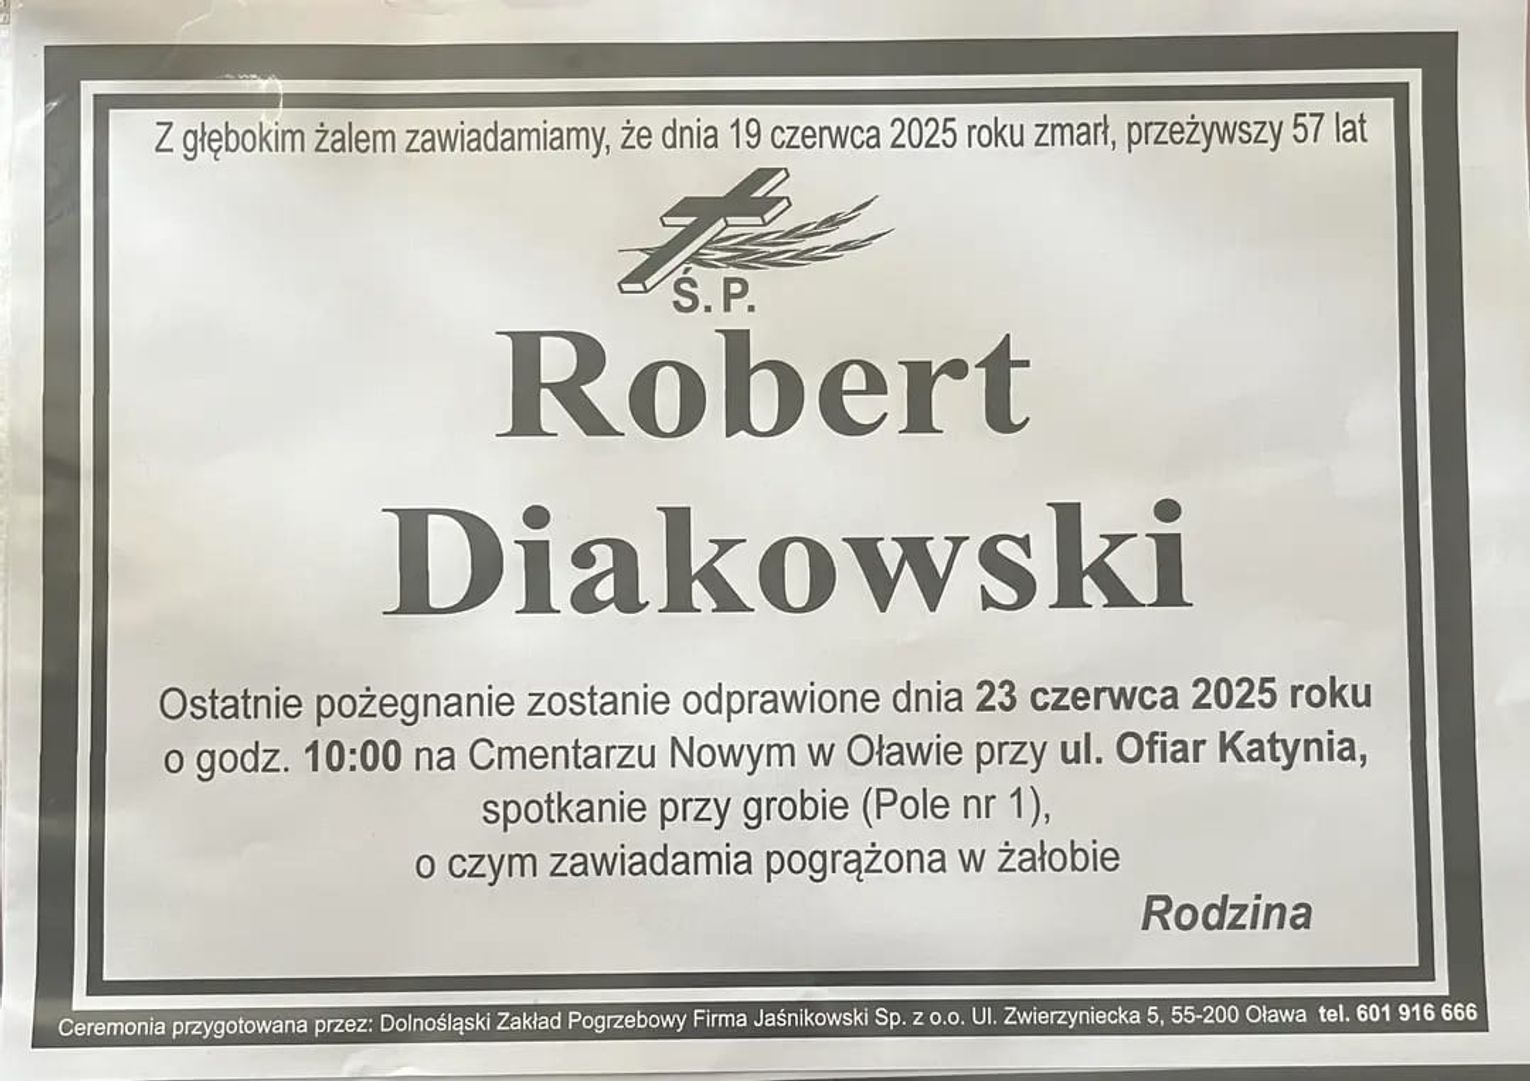 Z głębokim żalem zawiadamiamy, że dnia 19 czerwca 2025 roku zmarł, przeżywszy 57 lat
Ś.P.
Robert
Diakowski
Ostatnie pożegnanie zostanie odprawione dnia 23 czerwca 2025 roku
o godz. 10:00 na Cmentarzu Nowym w Oławie przy ul. Ofiar Katynia,
spotkanie przy grobie (Pole nr 1),
o czym zawiadamia pogrążona w żałobie
Rodzina
Ceremonia przygotowana przez: Dolnośląski Zakład Pogrzebowy Firma Jaśnikowski Sp. z o.o. Ul. Zwierzyniecka 5, 55-200 Oława tel. 601 916 666